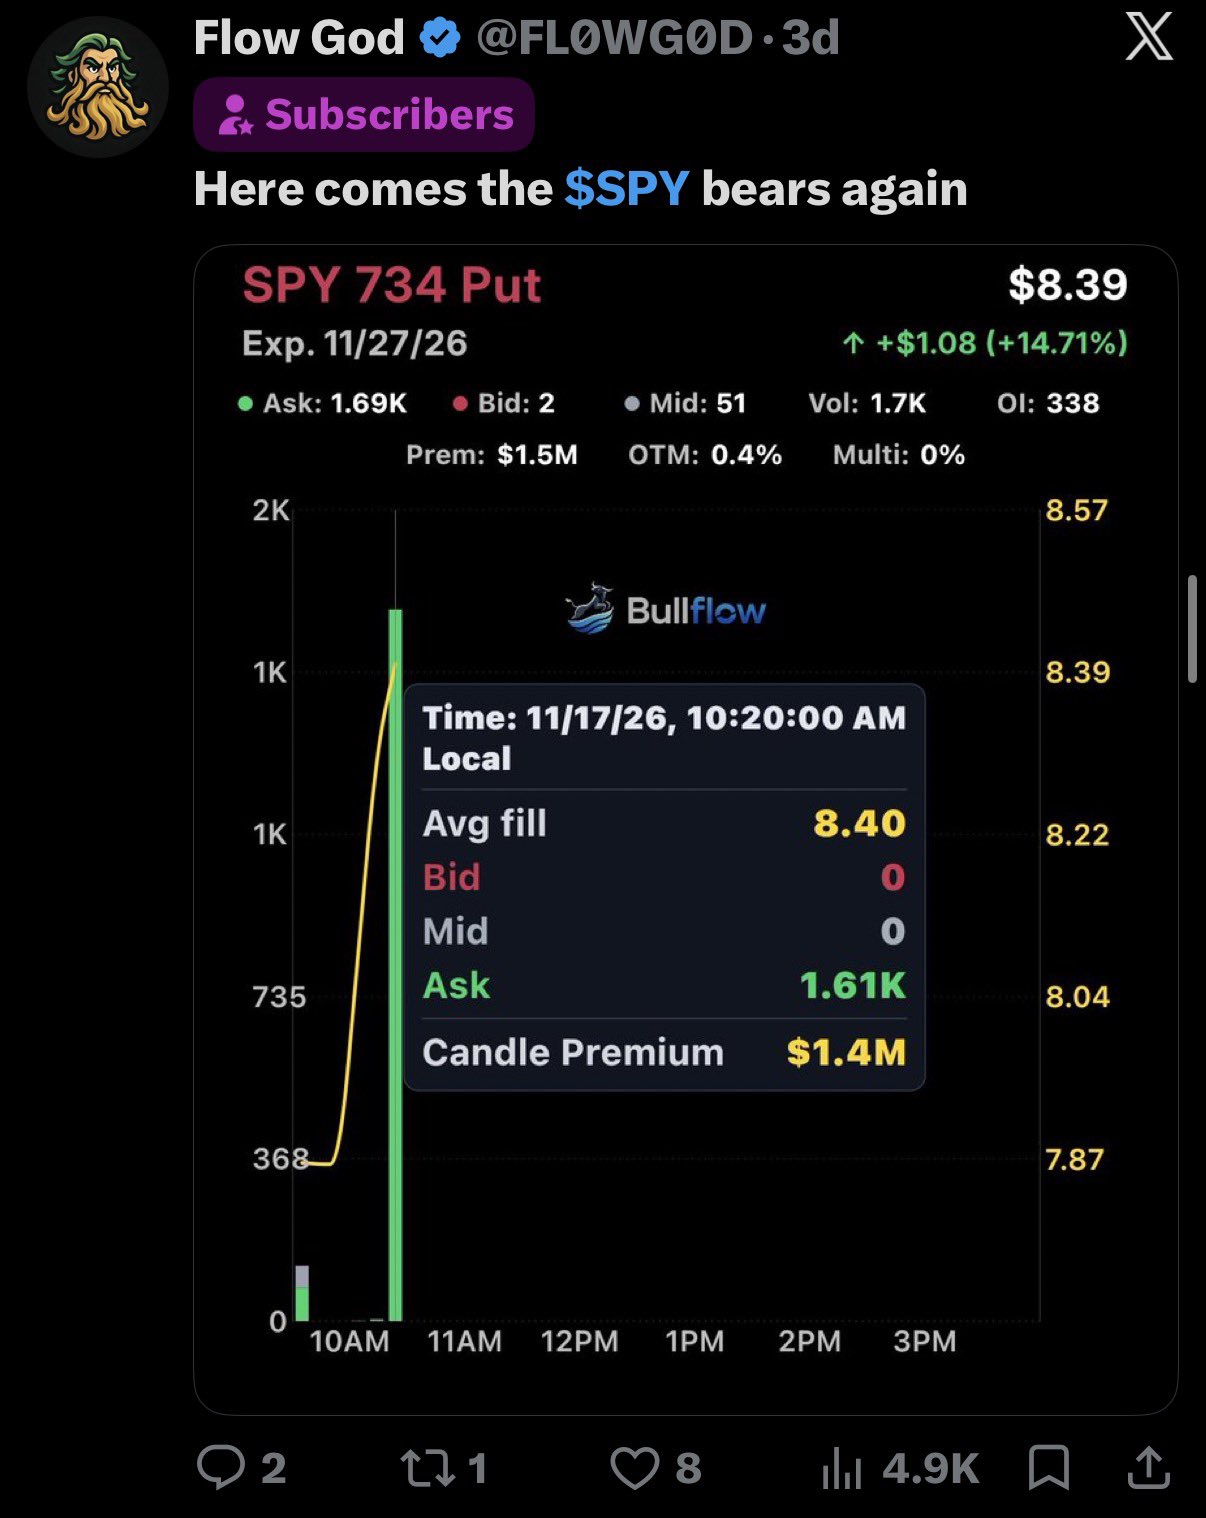 Flow God @FL0WG0D · 3d
Subscribers
Here comes the $SPY bears again
SPY 734 Put $8.39
Exp. 11/27/26 ↑ +$1.08 (+14.71%)
Ask: 1.69K Bid: 2 Mid: 51 Vol: 1.7K OI: 338
Prem: $1.5M OTM: 0.4% Multi: 0%
2K 8.57
Bullflow
1K 8.39
Time: 11/17/26, 10:20:00 AM
Local
Avg fill 8.40
1K 8.22
Bid 0
Mid 0
Ask 1.61K
735 8.04
Candle Premium $1.4M
368 7.87
0
10AM 11AM 12PM 1PM 2PM 3PM
2 1 8 4.9K